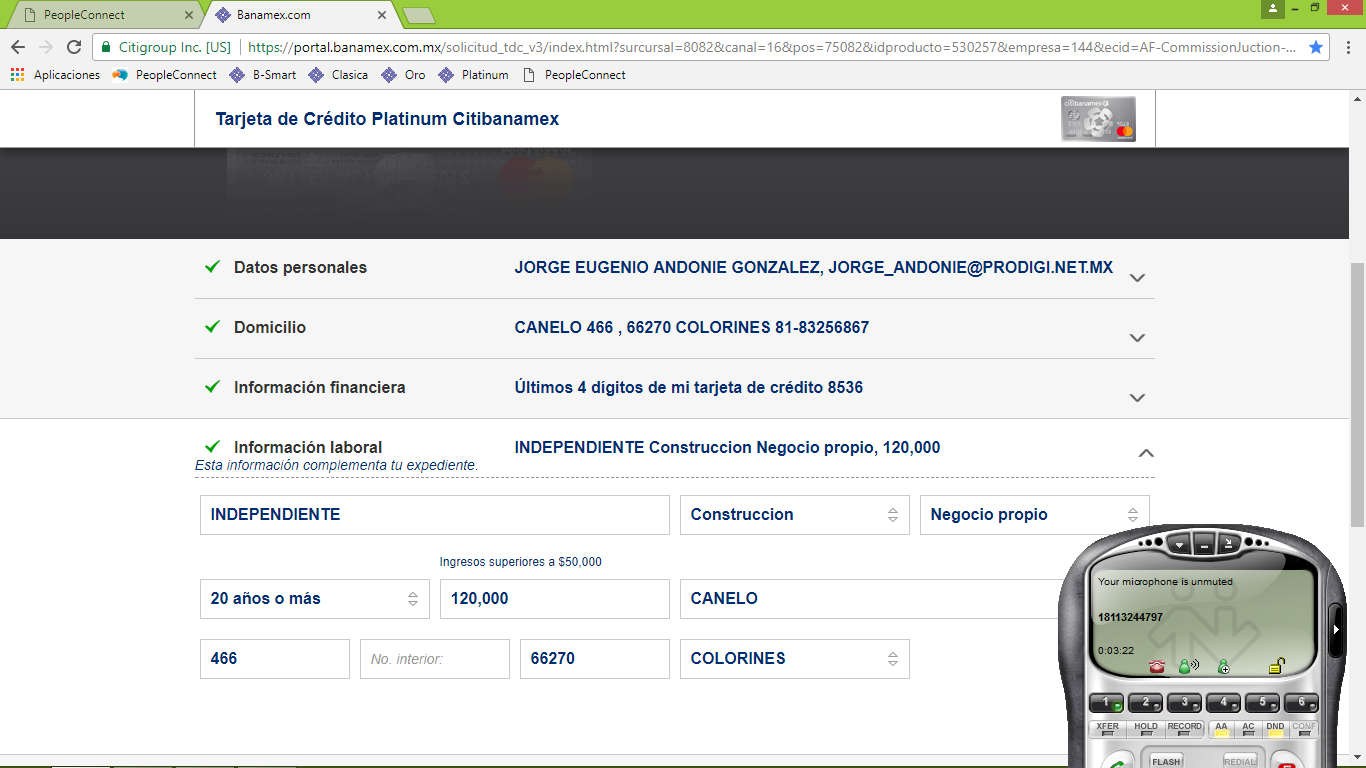 PeopleConnect
Banamex.com
Citigroup Inc. [US] https://portal.banamex.com.mx/solicitud_tdc_v3/index.html?sucursal=8082&canal=16&pos=75082&idproducto=530257&empresa=144&ecid=AF-CommissionJuction-...
Aplicaciones PeopleConnect B-Smart Clasica Oro Platinum PeopleConnect
Tarjeta de Crédito Platinum Citibanamex
citibanamex
Datos personales JORGE EUGENIO ANDONIE GONZALEZ, JORGE_ANDONIE@PRODIGI.NET.MX
Domicilio CANELO 466 , 66270 COLORINES 81-83256867
Información financiera Últimos 4 dígitos de mi tarjeta de crédito 8536
Información laboral INDEPENDIENTE Construccion Negocio propio, 120,000
Esta información complementa tu expediente.
INDEPENDIENTE Construccion Negocio propio
Ingresos superiores a $50,000
20 años o más 120,000 CANELO
466 No. interior: 66270 COLORINES
Your microphone is unmuted
18113244797
0:03:22
1 2 3 4 5 6
XFER HOLD RECORD AA AC DND CONF
FLASH REDIAL